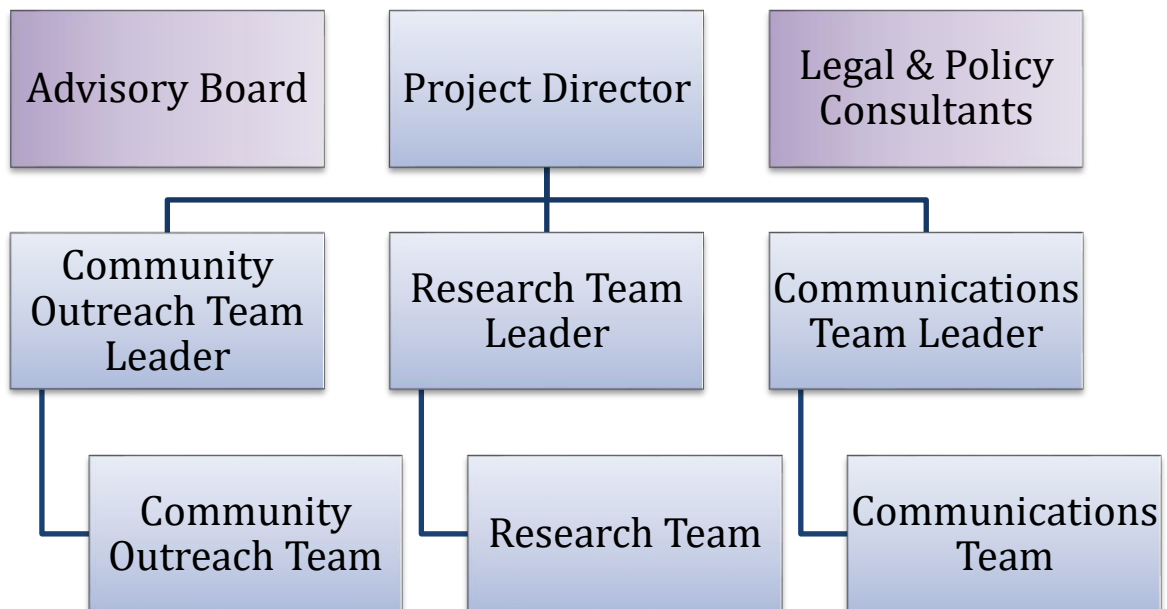 Advisory Board
Project Director
Legal & Policy
Consultants
Community
Outreach Team
Leader
Research Team
Leader
Communications
Team Leader
Community
Outreach Team
Research Team
Communications
Team